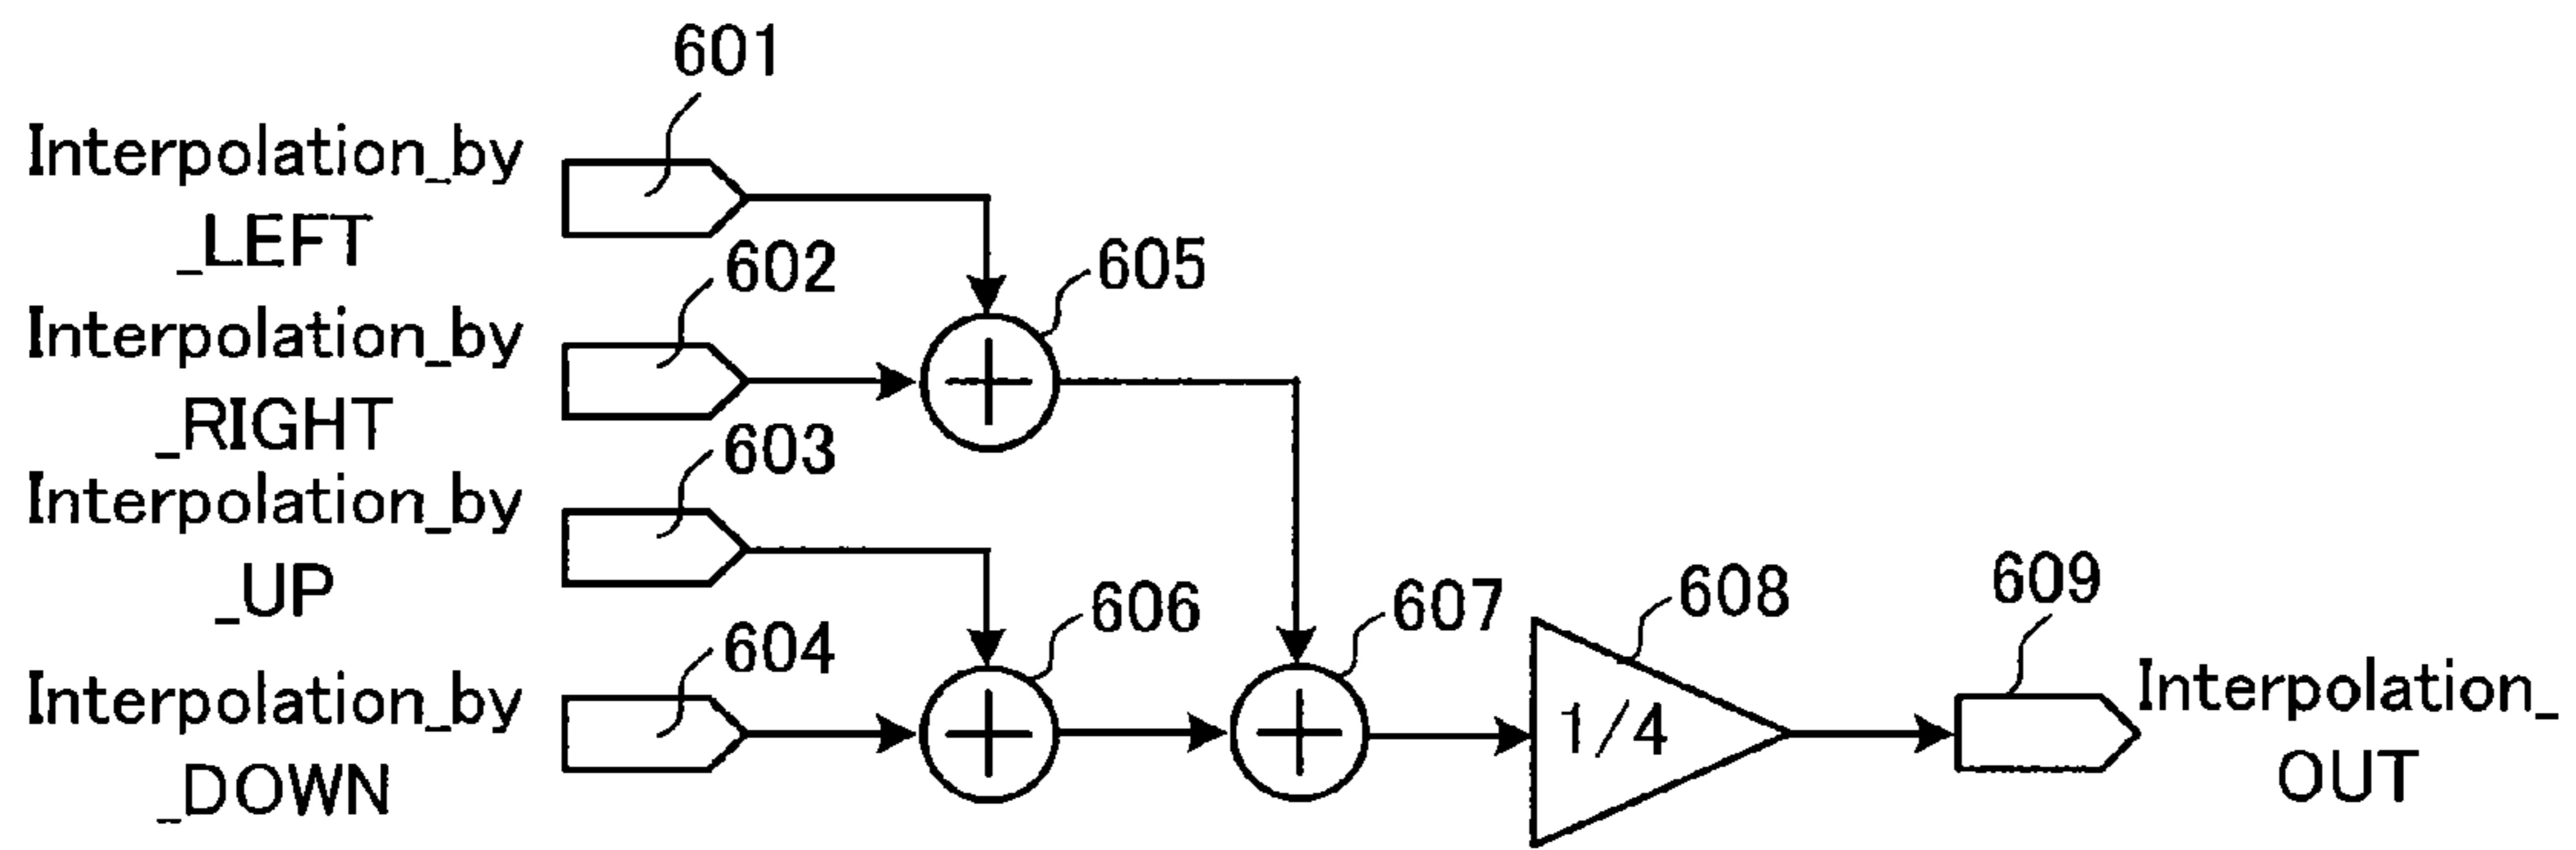 601
Interpolation_by
_LEFT
602
605
Interpolation_by
_RIGHT
603
Interpolation_by
_UP
606
607
608
609
604
Interpolation_by
_DOWN
1/4
Interpolation_
OUT